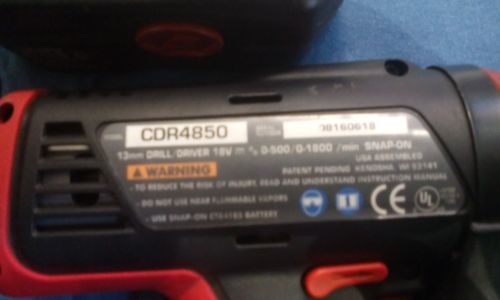 CDR4850 08160618
13mm DRILL/DRIVER 18V 0-500/0-1800 /min SNAP-ON
USA ASSEMBLED
WARNING PATENT PENDING KENOSHA, WI 53141
- TO REDUCE THE RISK OF INJURY, READ AND UNDERSTAND INSTRUCTION MANUAL
- DO NOT USE NEAR FLAMMABLE VAPORS
- USE SNAP-ON CTB4185 BATTERY
CE UL